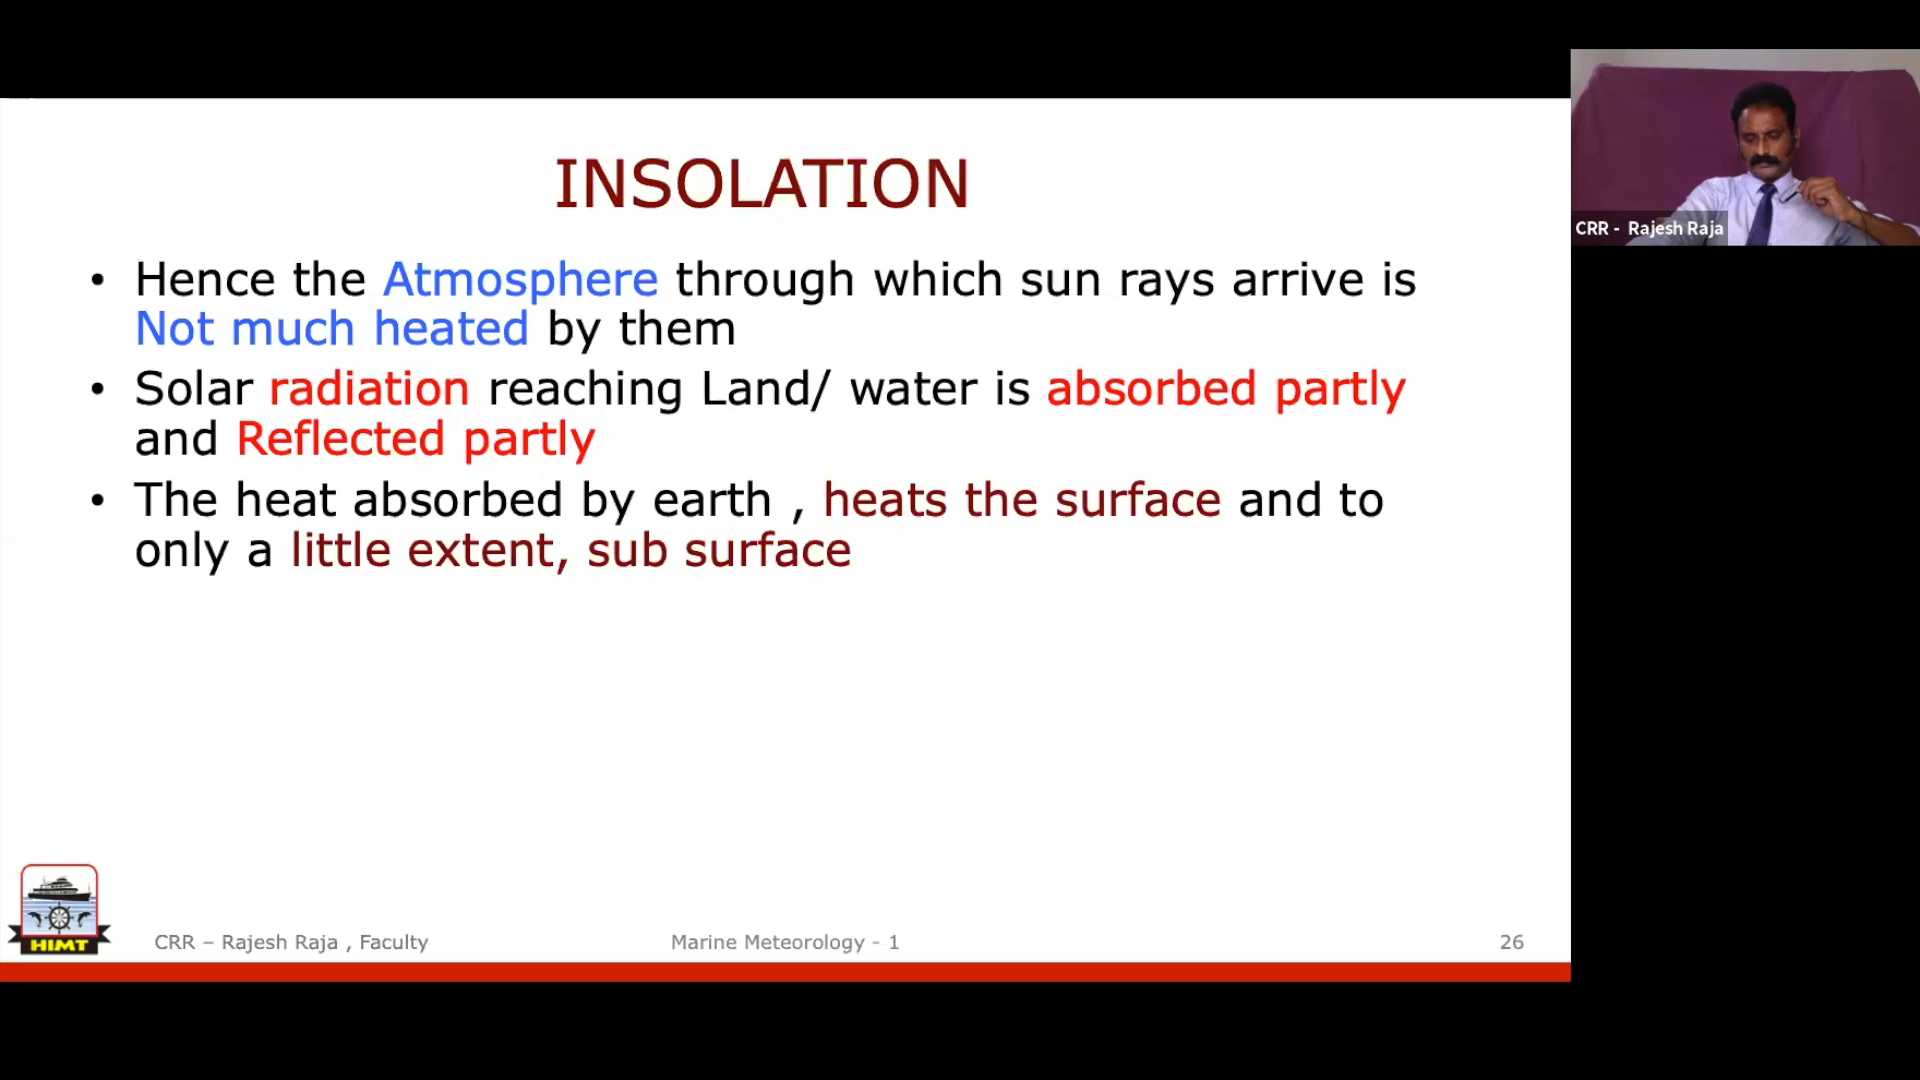 INSOLATION
• Hence the Atmosphere through which sun rays arrive is
Not much heated by them
• Solar radiation reaching Land/ water is absorbed partly
and Reflected partly
• The heat absorbed by earth , heats the surface and to
only a little extent, sub surface
CRR - Rajesh Raja
HIMT
CRR – Rajesh Raja , Faculty
Marine Meteorology - 1
26